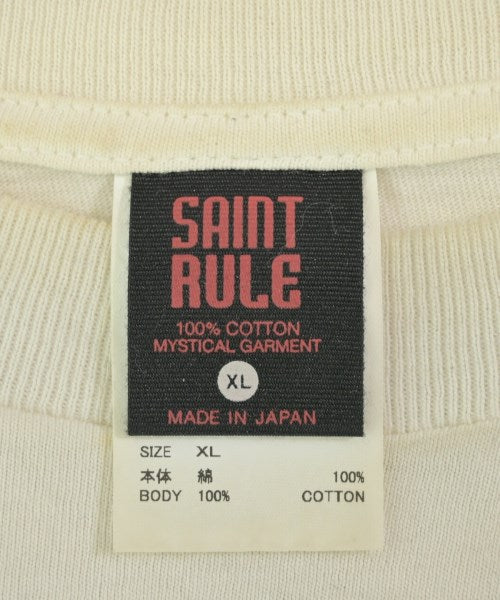 SAINT
RULE
100% COTTON
MYSTICAL GARMENT
XL
MADE IN JAPAN
SIZE XL
本体 綿 100%
BODY 100% COTTON